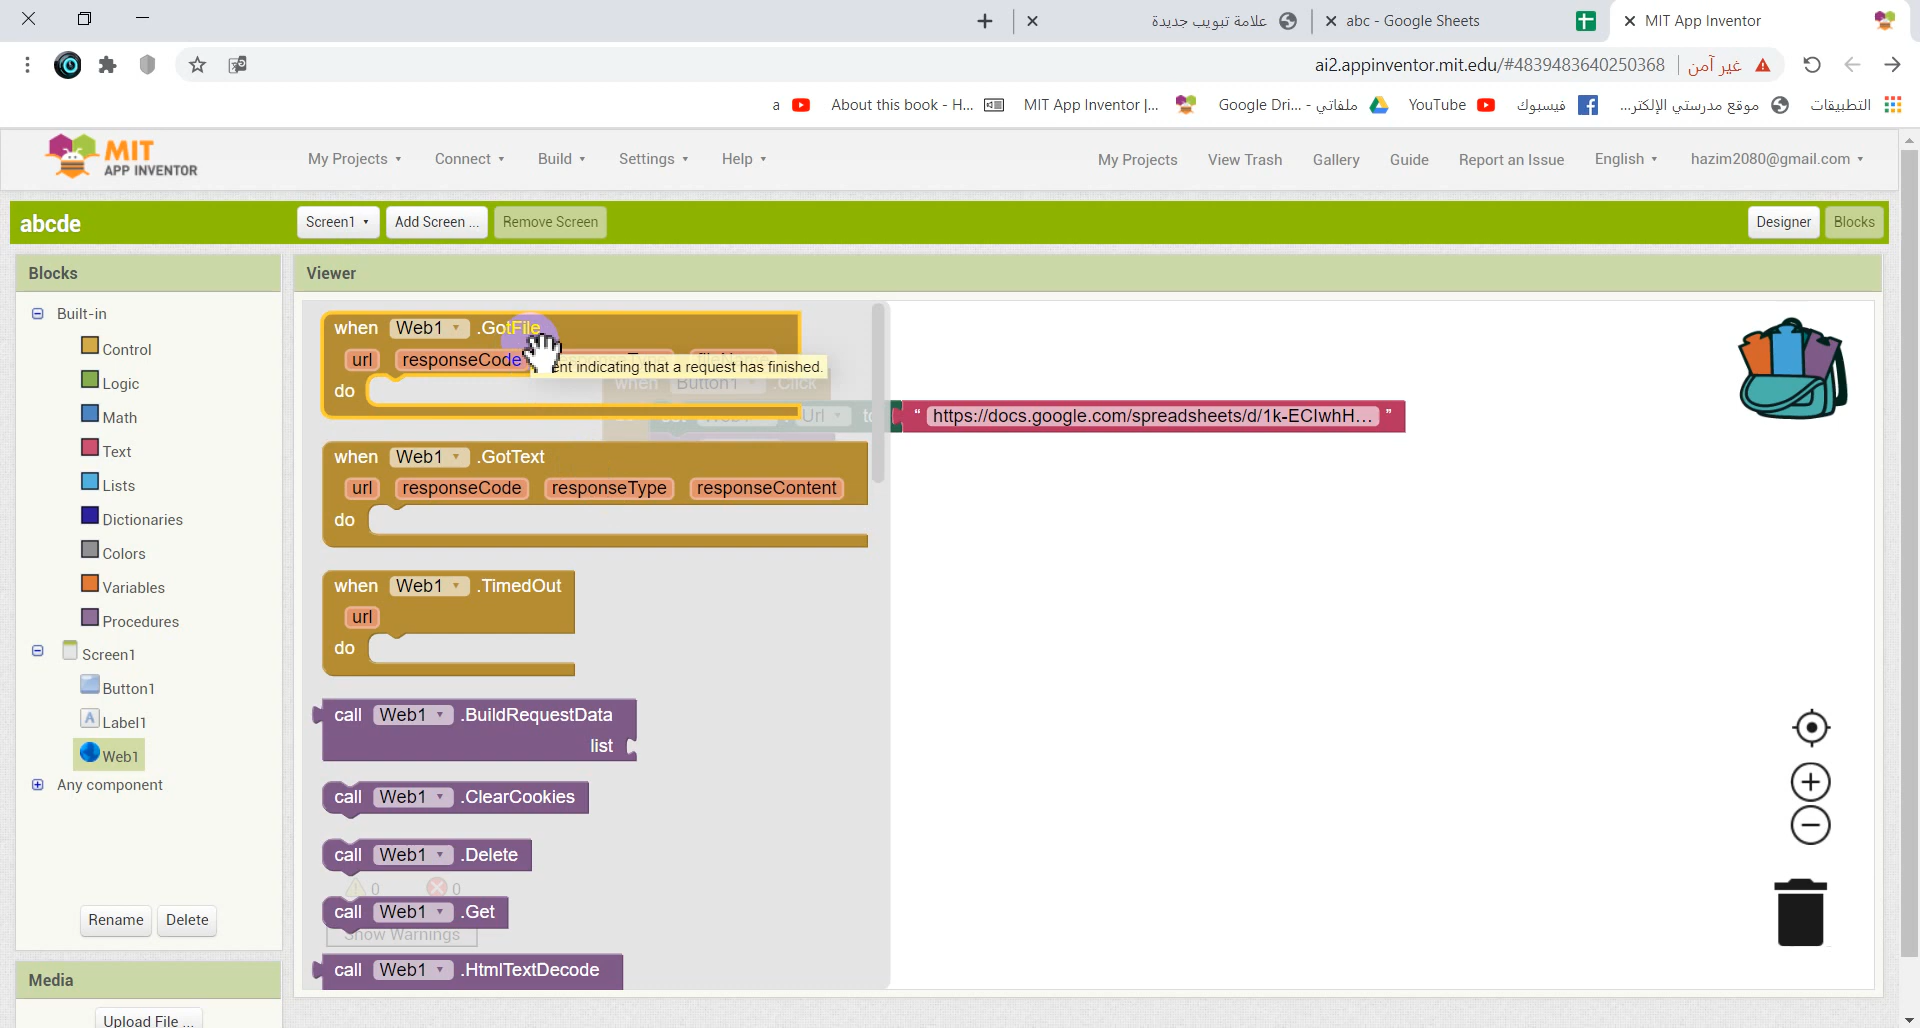 علامة تبويب جديدة
abc - Google Sheets
MIT App Inventor
ai2.appinventor.mit.edu/#4839483640250368
غير آمن
a
About this book - H...
MIT App Inventor |...
ملفاتي - Google Dri...
YouTube
فيسبوك
موقع مدرستي الإلكتر...
التطبيقات
MIT
APP INVENTOR
My Projects
Connect
Build
Settings
Help
My Projects
View Trash
Gallery
Guide
Report an Issue
English
hazim2080@gmail.com
abcde
Screen1
Add Screen ...
Remove Screen
Designer
Blocks
Blocks
Viewer
Built-in
Control
Logic
Math
Text
Lists
Dictionaries
Colors
Variables
Procedures
Screen1
Button1
Label1
Web1
Any component
Rename
Delete
Media
Upload File ...
when Web1 .GotFile
url responseCode
ent indicating that a request has finished.
do
when Button1 .Click
Url to
“ https://docs.google.com/spreadsheets/d/1k-ECIwhH... ”
when Web1 .GotText
url responseCode responseType responseContent
do
when Web1 .TimedOut
url
do
call Web1 .BuildRequestData
list
call Web1 .ClearCookies
call Web1 .Delete
0 0
call Web1 .Get
Show Warnings
call Web1 .HtmlTextDecode